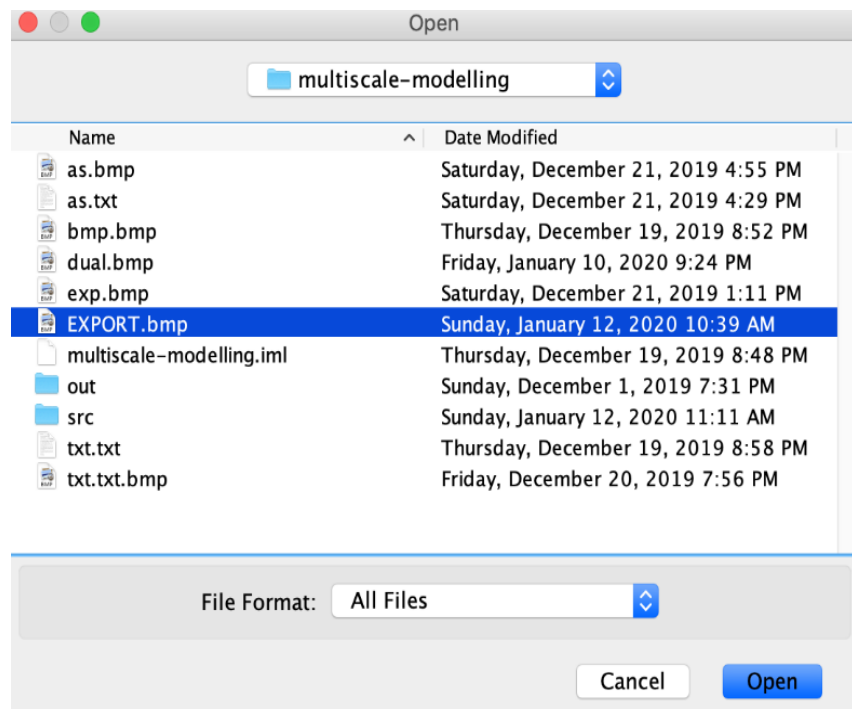 Open
multiscale-modelling
Name Date Modified
as.bmp Saturday, December 21, 2019 4:55 PM
as.txt Saturday, December 21, 2019 4:29 PM
bmp.bmp Thursday, December 19, 2019 8:52 PM
dual.bmp Friday, January 10, 2020 9:24 PM
exp.bmp Saturday, December 21, 2019 1:11 PM
EXPORT.bmp Sunday, January 12, 2020 10:39 AM
multiscale-modelling.iml Thursday, December 19, 2019 8:48 PM
out Sunday, December 1, 2019 7:31 PM
src Sunday, January 12, 2020 11:11 AM
txt.txt Thursday, December 19, 2019 8:58 PM
txt.txt.bmp Friday, December 20, 2019 7:56 PM
File Format: All Files
Cancel Open